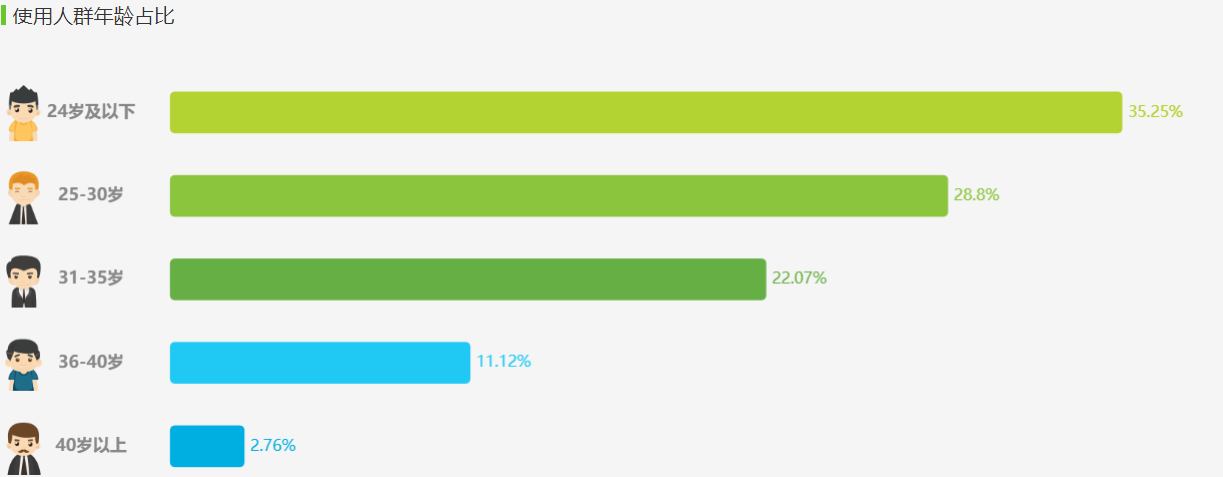 使用人群年龄占比
24岁及以下 35.25%
25-30岁 28.8%
31-35岁 22.07%
36-40岁 11.12%
40岁以上 2.76%